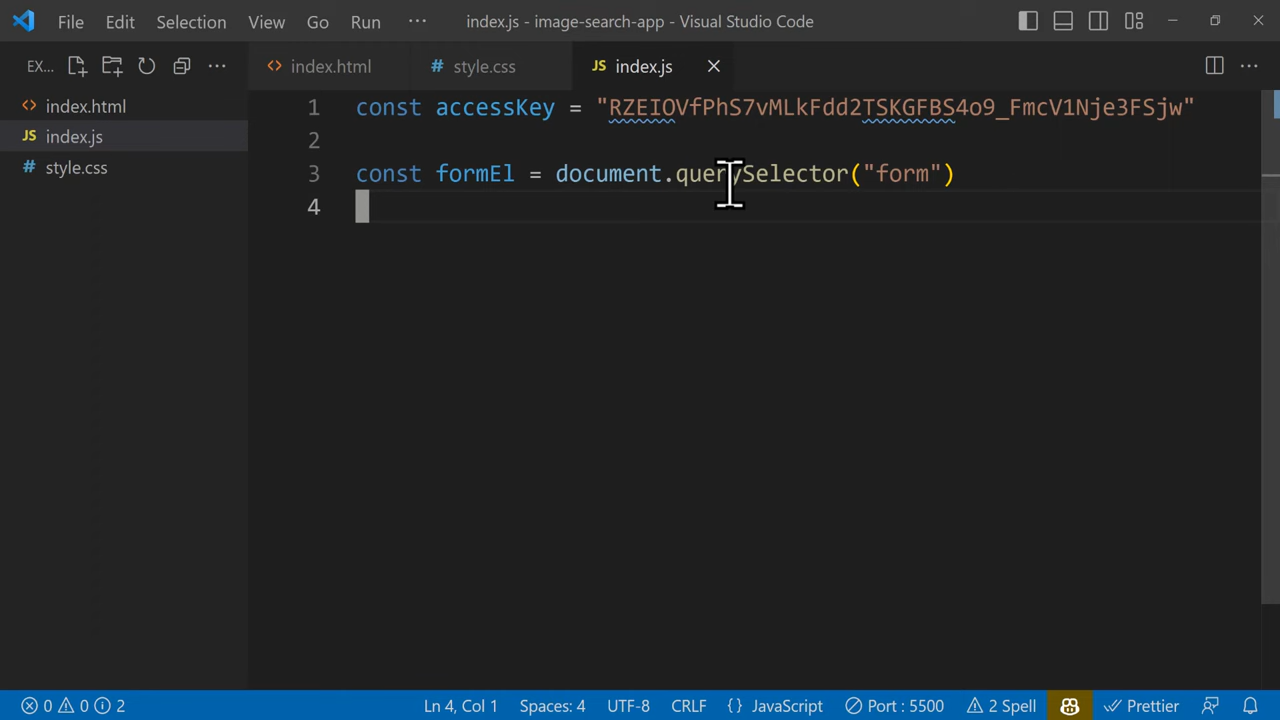 File Edit Selection View Go Run ··· index.js - image-search-app - Visual Studio Code
EX... ··· index.html style.css JS index.js ···
index.html
JS index.js
style.css
1 const accessKey = "RZEIOVfPhS7vMLkFdd2TSKGFBS4o9_FmcV1Nje3FSjw"
2
3 const formEl = document.querySelector("form")
4
0 0 2 Ln 4, Col 1 Spaces: 4 UTF-8 CRLF {} JavaScript Port : 5500 2 Spell Prettier